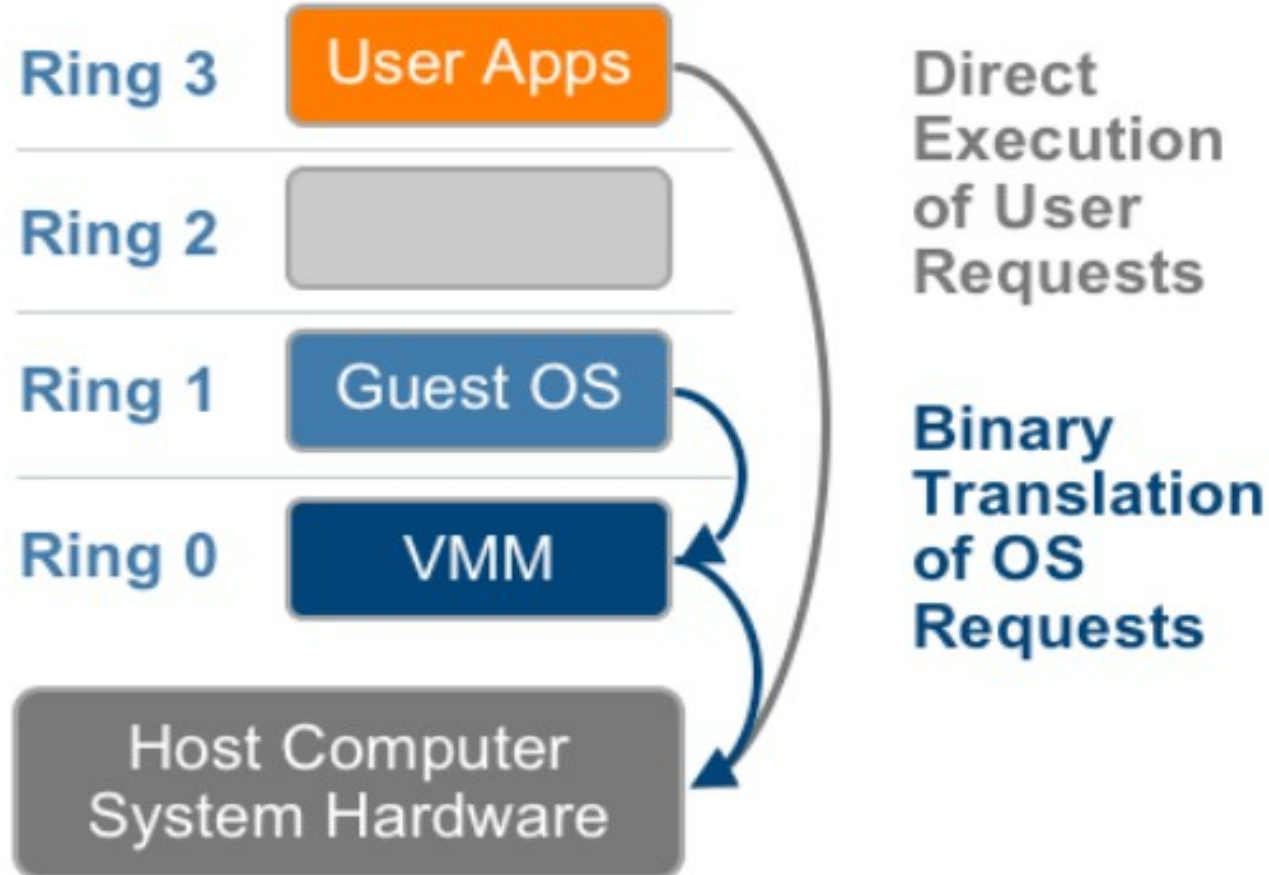 Ring 3
User Apps
Ring 2
Ring 1
Guest OS
Ring 0
VMM
Host Computer
System Hardware
Direct
Execution
of User
Requests
Binary
Translation
of OS
Requests